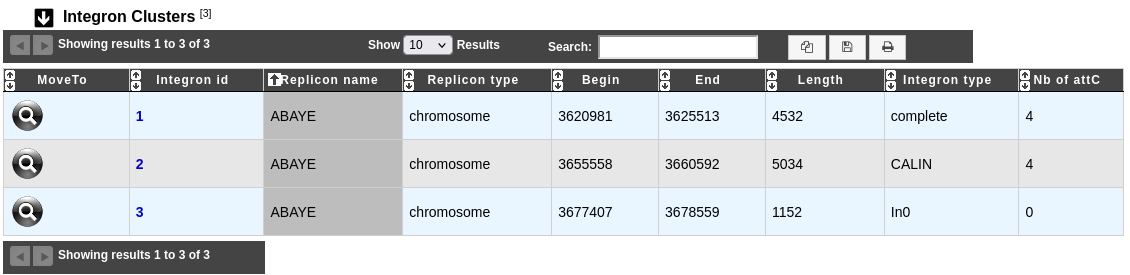 Integron Clusters [3]
Showing results 1 to 3 of 3 Show 10 Results Search:
MoveTo Integron id Replicon name Replicon type Begin End Length Integron type Nb of attC
1 ABAYE chromosome 3620981 3625513 4532 complete 4
2 ABAYE chromosome 3655558 3660592 5034 CALIN 4
3 ABAYE chromosome 3677407 3678559 1152 In0 0
Showing results 1 to 3 of 3